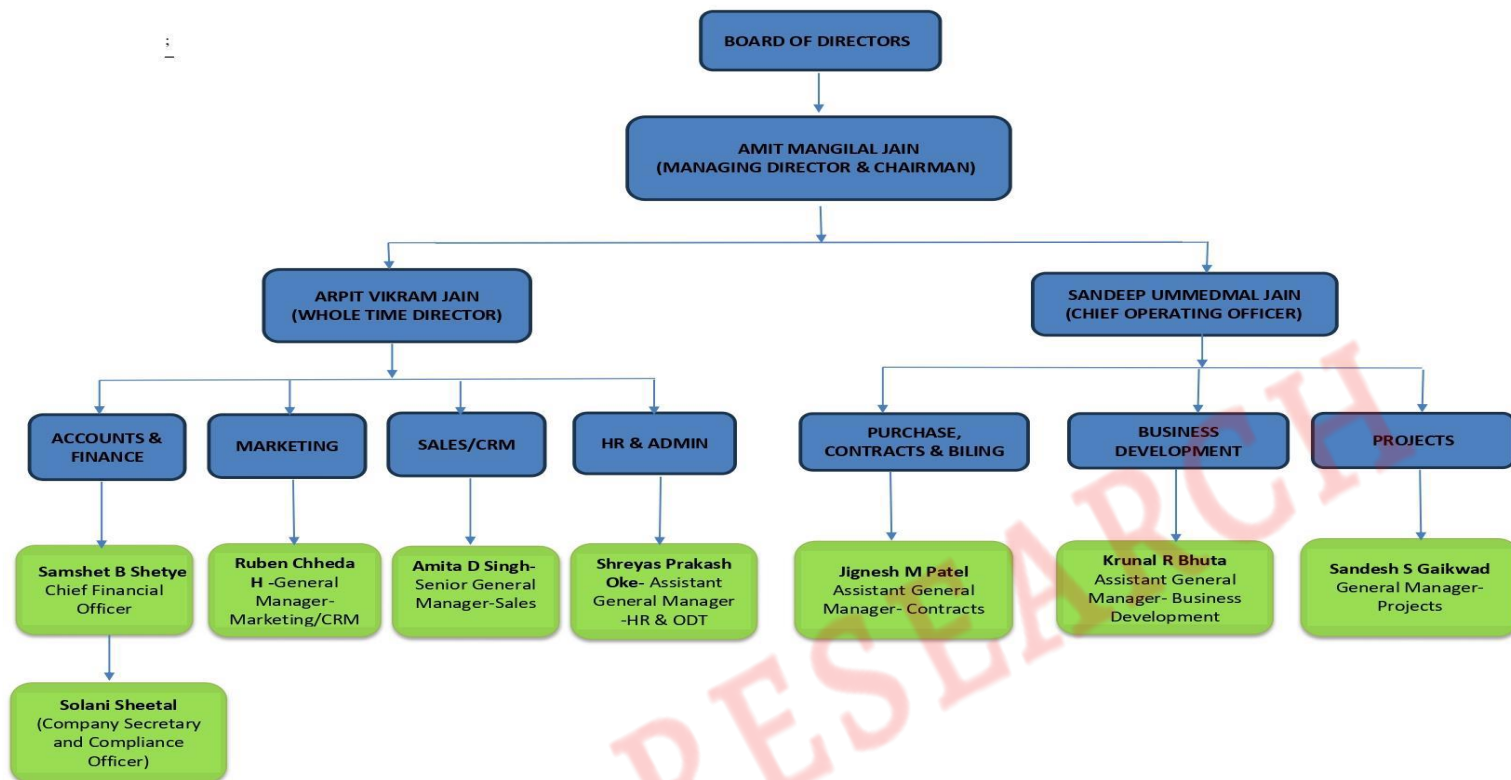 ;
BOARD OF DIRECTORS
AMIT MANGILAL JAIN
(MANAGING DIRECTOR & CHAIRMAN)
ARPIT VIKRAM JAIN
(WHOLE TIME DIRECTOR)
SANDEEP UMMEDMAL JAIN
(CHIEF OPERATING OFFICER)
ACCOUNTS &
FINANCE
MARKETING
SALES/CRM
HR & ADMIN
PURCHASE,
CONTRACTS & BILING
BUSINESS
DEVELOPMENT
PROJECTS
Samshet B Shetye
Chief Financial
Officer
Ruben Chheda
H -General
Manager-
Marketing/CRM
Amita D Singh-
Senior General
Manager-Sales
Shreyas Prakash
Oke- Assistant
General Manager
-HR & ODT
Jignesh M Patel
Assistant General
Manager- Contracts
Krunal R Bhuta
Assistant General
Manager- Business
Development
Sandesh S Gaikwad
General Manager-
Projects
Solani Sheetal
(Company Secretary
and Compliance
Officer)
RESEARCH